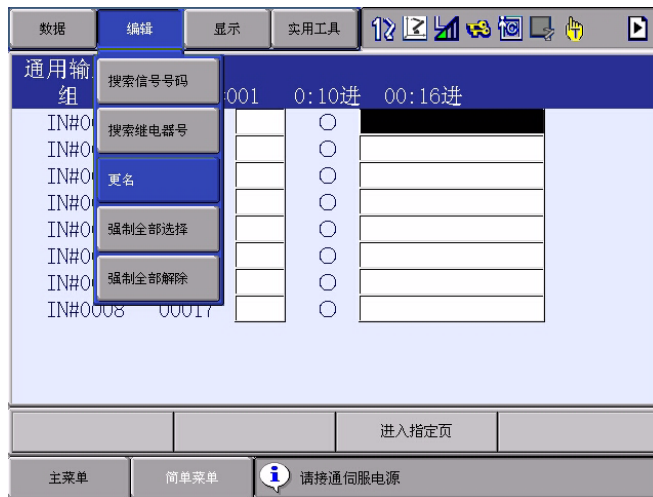 数据 编辑 显示 实用工具
通用输
组 001 0:10进 00:16进
搜索信号号码
搜索继电器号
更名
强制全部选择
强制全部解除
IN#0
IN#0
IN#0
IN#0
IN#0
IN#0
IN#0
IN#0008 00017
进入指定页
主菜单 简单菜单 请接通伺服电源